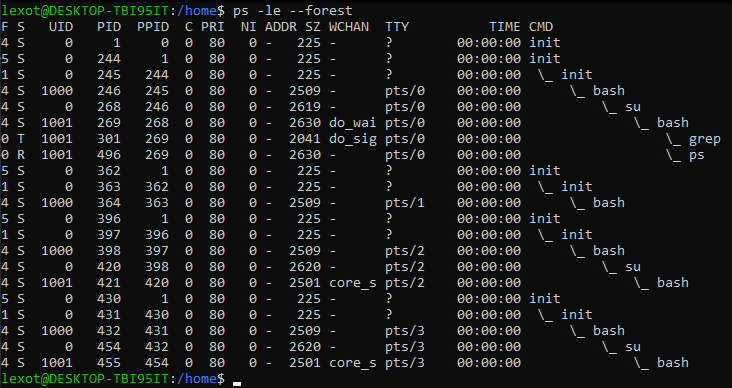 lexot@DESKTOP-TBI95IT:/home$ ps -le --forest
F S   UID   PID  PPID  C PRI  NI ADDR SZ WCHAN  TTY          TIME CMD
4 S     0     1     0  0  80   0 -   225 -      ?        00:00:00 init
5 S     0   244     1  0  80   0 -   225 -      ?        00:00:00 init
1 S     0   245   244  0  80   0 -   225 -      ?        00:00:00  \_ init
4 S  1000   246   245  0  80   0 -  2509 -      pts/0    00:00:00      \_ bash
4 S     0   268   246  0  80   0 -  2619 -      pts/0    00:00:00          \_ su
4 S  1001   269   268  0  80   0 -  2630 do_wai pts/0    00:00:00              \_ bash
0 T  1001   301   269  0  80   0 -  2041 do_sig pts/0    00:00:00                  \_ grep
0 R  1001   496   269  0  80   0 -  2630 -      pts/0    00:00:00                  \_ ps
5 S     0   362     1  0  80   0 -   225 -      ?        00:00:00 init
1 S     0   363   362  0  80   0 -   225 -      ?        00:00:00  \_ init
4 S  1000   364   363  0  80   0 -  2509 -      pts/1    00:00:00      \_ bash
5 S     0   396     1  0  80   0 -   225 -      ?        00:00:00 init
1 S     0   397   396  0  80   0 -   225 -      ?        00:00:00  \_ init
4 S  1000   398   397  0  80   0 -  2509 -      pts/2    00:00:00      \_ bash
4 S     0   420   398  0  80   0 -  2620 -      pts/2    00:00:00          \_ su
4 S  1001   421   420  0  80   0 -  2501 core_s pts/2    00:00:00              \_ bash
5 S     0   430     1  0  80   0 -   225 -      ?        00:00:00 init
1 S     0   431   430  0  80   0 -   225 -      ?        00:00:00  \_ init
4 S  1000   432   431  0  80   0 -  2509 -      pts/3    00:00:00      \_ bash
4 S     0   454   432  0  80   0 -  2620 -      pts/3    00:00:00          \_ su
4 S  1001   455   454  0  80   0 -  2501 core_s pts/3    00:00:00              \_ bash
lexot@DESKTOP-TBI95IT:/home$